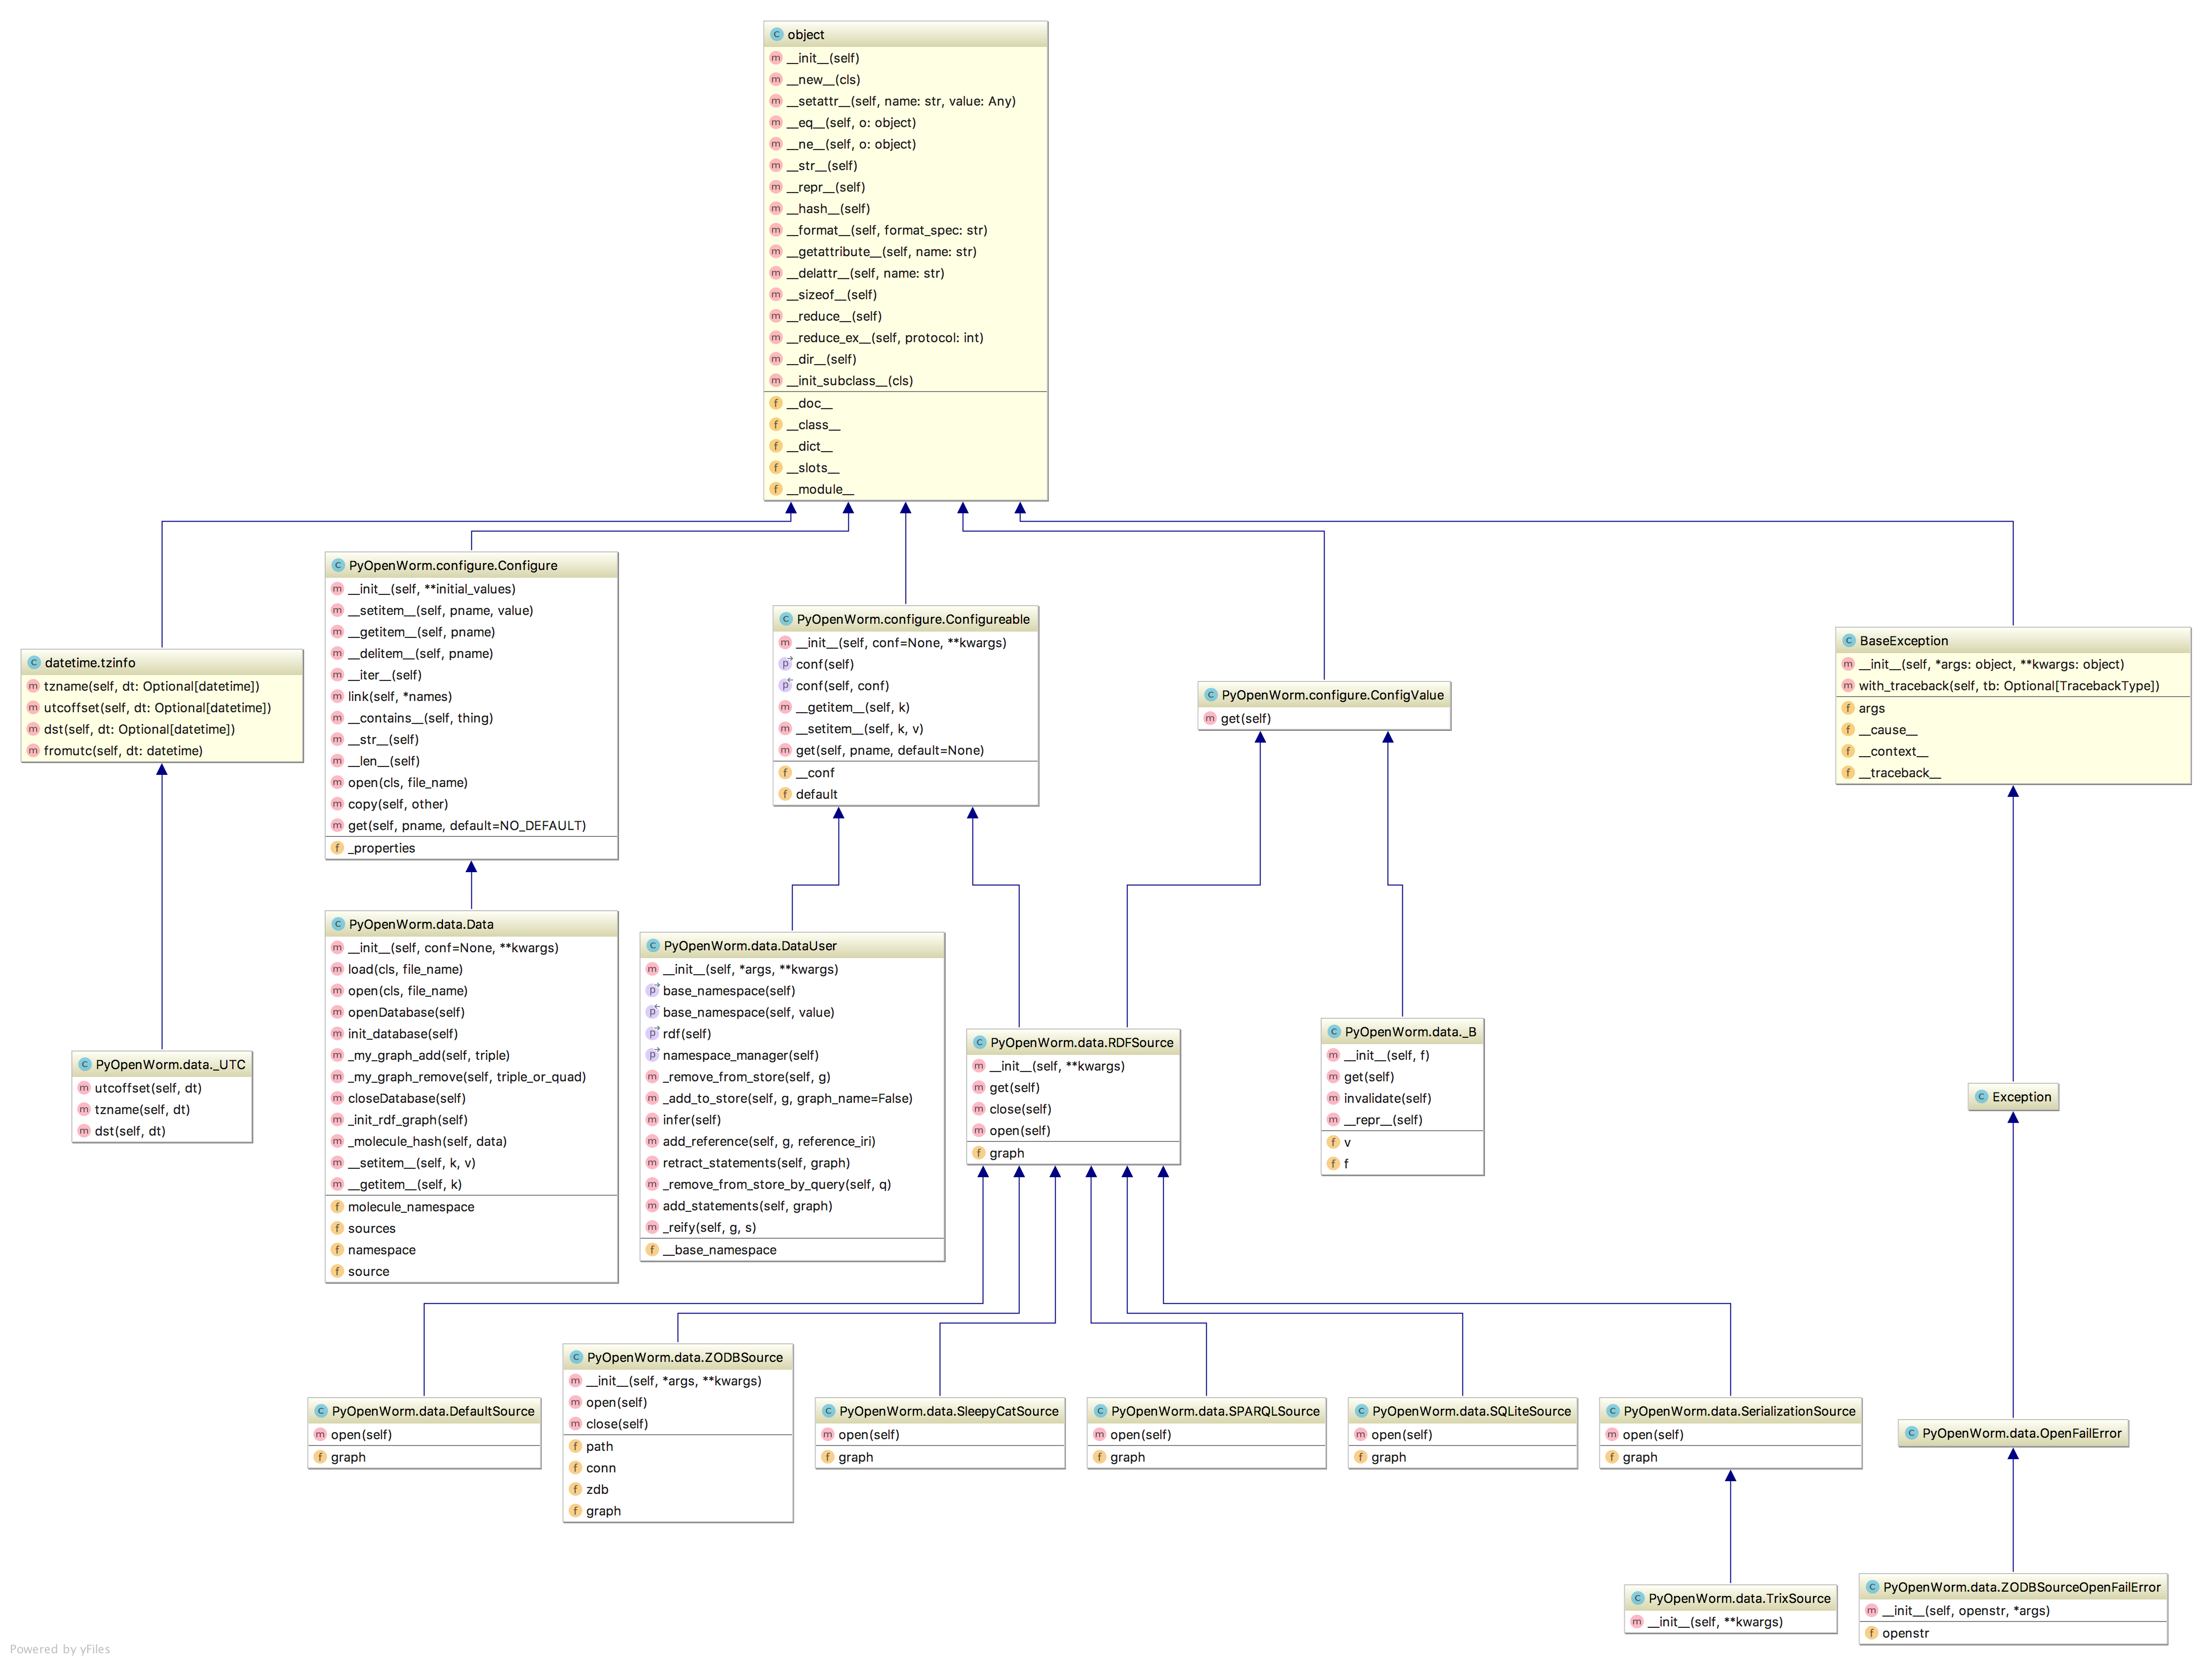 object
__init__(self)
__new__(cls)
__setattr__(self, name: str, value: Any)
__eq__(self, o: object)
__ne__(self, o: object)
__str__(self)
__repr__(self)
__hash__(self)
__format__(self, format_spec: str)
__getattribute__(self, name: str)
__delattr__(self, name: str)
__sizeof__(self)
__reduce__(self)
__reduce_ex__(self, protocol: int)
__dir__(self)
__init_subclass__(cls)
__doc__
__class__
__dict__
__slots__
__module__
datetime.tzinfo
tzname(self, dt: Optional[datetime])
utcoffset(self, dt: Optional[datetime])
dst(self, dt: Optional[datetime])
fromutc(self, dt: datetime)
PyOpenWorm.configure.Configure
__init__(self, **initial_values)
__setitem__(self, pname, value)
__getitem__(self, pname)
__delitem__(self, pname)
__iter__(self)
link(self, *names)
__contains__(self, thing)
__str__(self)
__len__(self)
open(cls, file_name)
copy(self, other)
get(self, pname, default=NO_DEFAULT)
_properties
PyOpenWorm.configure.Configureable
__init__(self, conf=None, **kwargs)
conf(self)
conf(self, conf)
__getitem__(self, k)
__setitem__(self, k, v)
get(self, pname, default=None)
__conf
default
PyOpenWorm.configure.ConfigValue
get(self)
BaseException
__init__(self, *args: object, **kwargs: object)
with_traceback(self, tb: Optional[TracebackType])
args
__cause__
__context__
__traceback__
PyOpenWorm.data._UTC
utcoffset(self, dt)
tzname(self, dt)
dst(self, dt)
PyOpenWorm.data.Data
__init__(self, conf=None, **kwargs)
load(cls, file_name)
open(cls, file_name)
openDatabase(self)
init_database(self)
_my_graph_add(self, triple)
_my_graph_remove(self, triple_or_quad)
closeDatabase(self)
_init_rdf_graph(self)
_molecule_hash(self, data)
__setitem__(self, k, v)
__getitem__(self, k)
molecule_namespace
sources
namespace
source
PyOpenWorm.data.DataUser
__init__(self, *args, **kwargs)
base_namespace(self)
base_namespace(self, value)
rdf(self)
namespace_manager(self)
_remove_from_store(self, g)
_add_to_store(self, g, graph_name=False)
infer(self)
add_reference(self, g, reference_iri)
retract_statements(self, graph)
_remove_from_store_by_query(self, q)
add_statements(self, graph)
_reify(self, g, s)
__base_namespace
PyOpenWorm.data.RDFSource
__init__(self, **kwargs)
get(self)
close(self)
open(self)
graph
PyOpenWorm.data._B
__init__(self, f)
get(self)
invalidate(self)
__repr__(self)
v
f
Exception
PyOpenWorm.data.DefaultSource
open(self)
graph
PyOpenWorm.data.ZODBSource
__init__(self, *args, **kwargs)
open(self)
close(self)
path
conn
zdb
graph
PyOpenWorm.data.SleepyCatSource
open(self)
graph
PyOpenWorm.data.SPARQLSource
open(self)
graph
PyOpenWorm.data.SQLiteSource
open(self)
graph
PyOpenWorm.data.SerializationSource
open(self)
graph
PyOpenWorm.data.OpenFailError
PyOpenWorm.data.TrixSource
__init__(self, **kwargs)
PyOpenWorm.data.ZODBSourceOpenFailError
__init__(self, openstr, *args)
openstr
Powered by yFiles